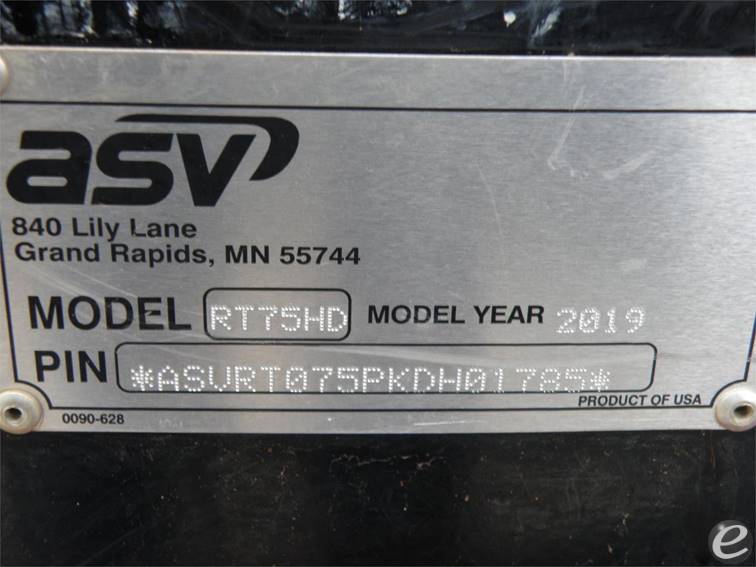 asv
840 Lily Lane
Grand Rapids, MN 55744
MODEL RT75HD MODEL YEAR 2019
PIN *ASVRT075PKDH01785*
PRODUCT OF USA
0090-628
e